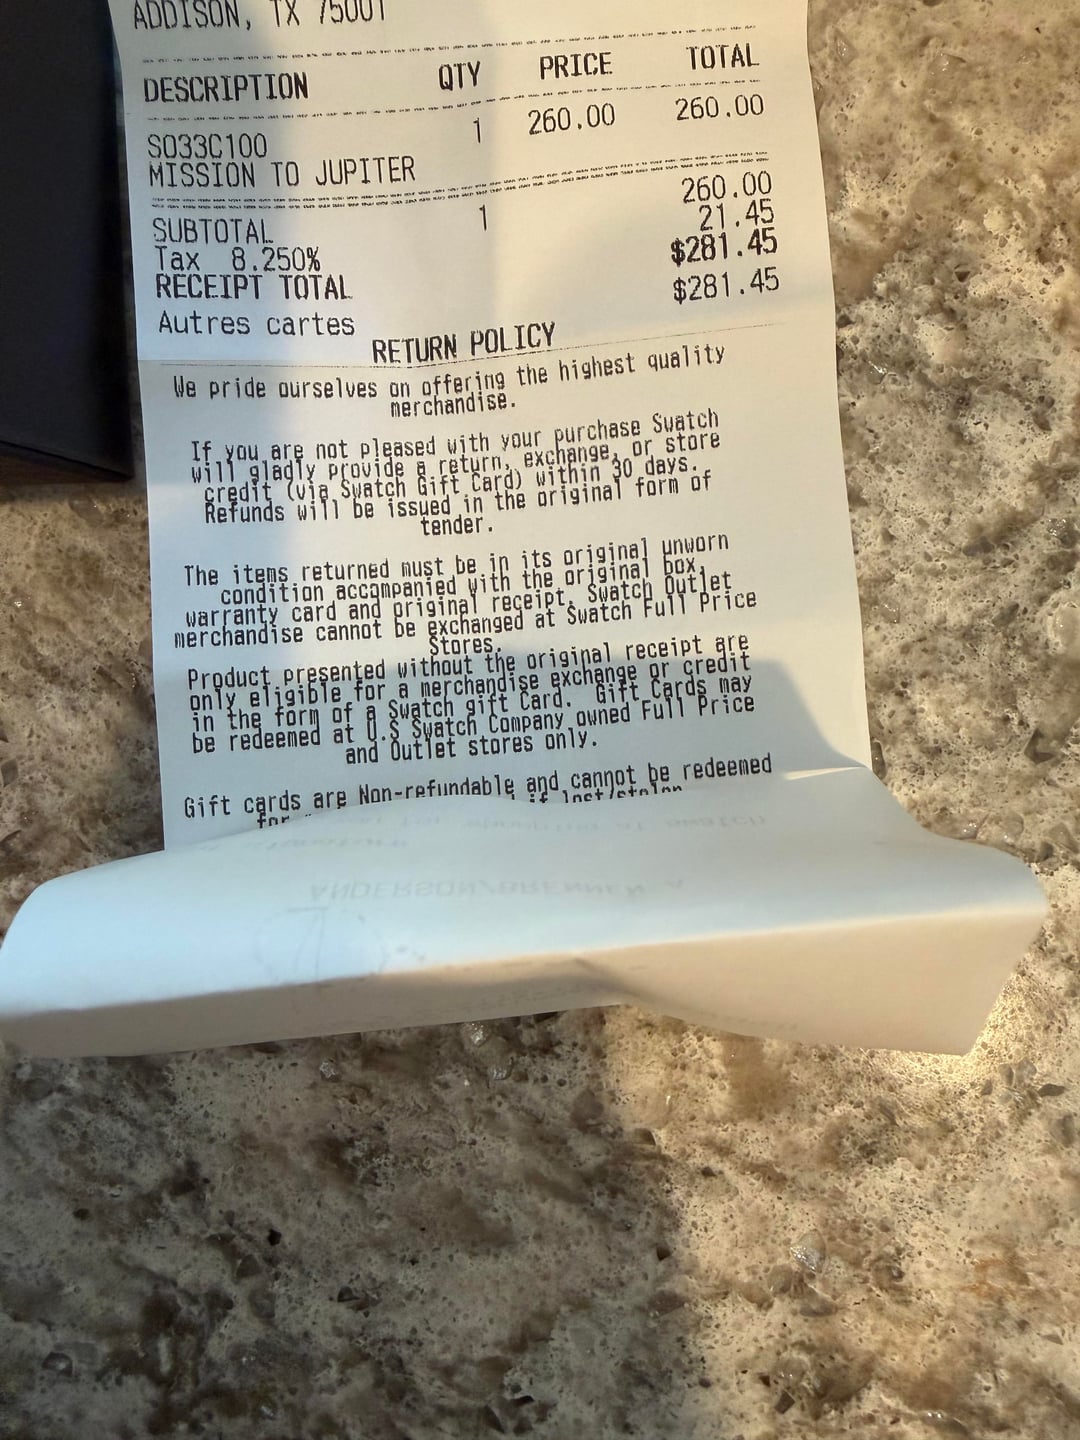 ADDISON, TX 75001
DESCRIPTION QTY PRICE TOTAL
S033C100 1 260.00 260.00
MISSION TO JUPITER
SUBTOTAL 1 260.00
Tax 8.250% 21.45
RECEIPT TOTAL $281.45
Autres cartes $281.45
RETURN POLICY
We pride ourselves on offering the highest quality
merchandise.
If you are not pleased with your purchase Swatch
will gladly provide a return, exchange, or store
credit (via Swatch Gift Card) within 30 days.
Refunds will be issued in the original form of
tender.
The items returned must be in its original unworn
condition accompanied with the original box,
warranty card and original receipt. Swatch Outlet
merchandise cannot be exchanged at Swatch Full Price
Stores.
Product presented without the original receipt are
only eligible for a merchandise exchange or credit
in the form of a Swatch gift Card. Gift Cards may
be redeemed at U.S Swatch Company owned Full Price
and Outlet stores only.
Gift cards are Non-refundable and cannot be redeemed
for if lost/stolen
ANDERSON/BRENNEN A